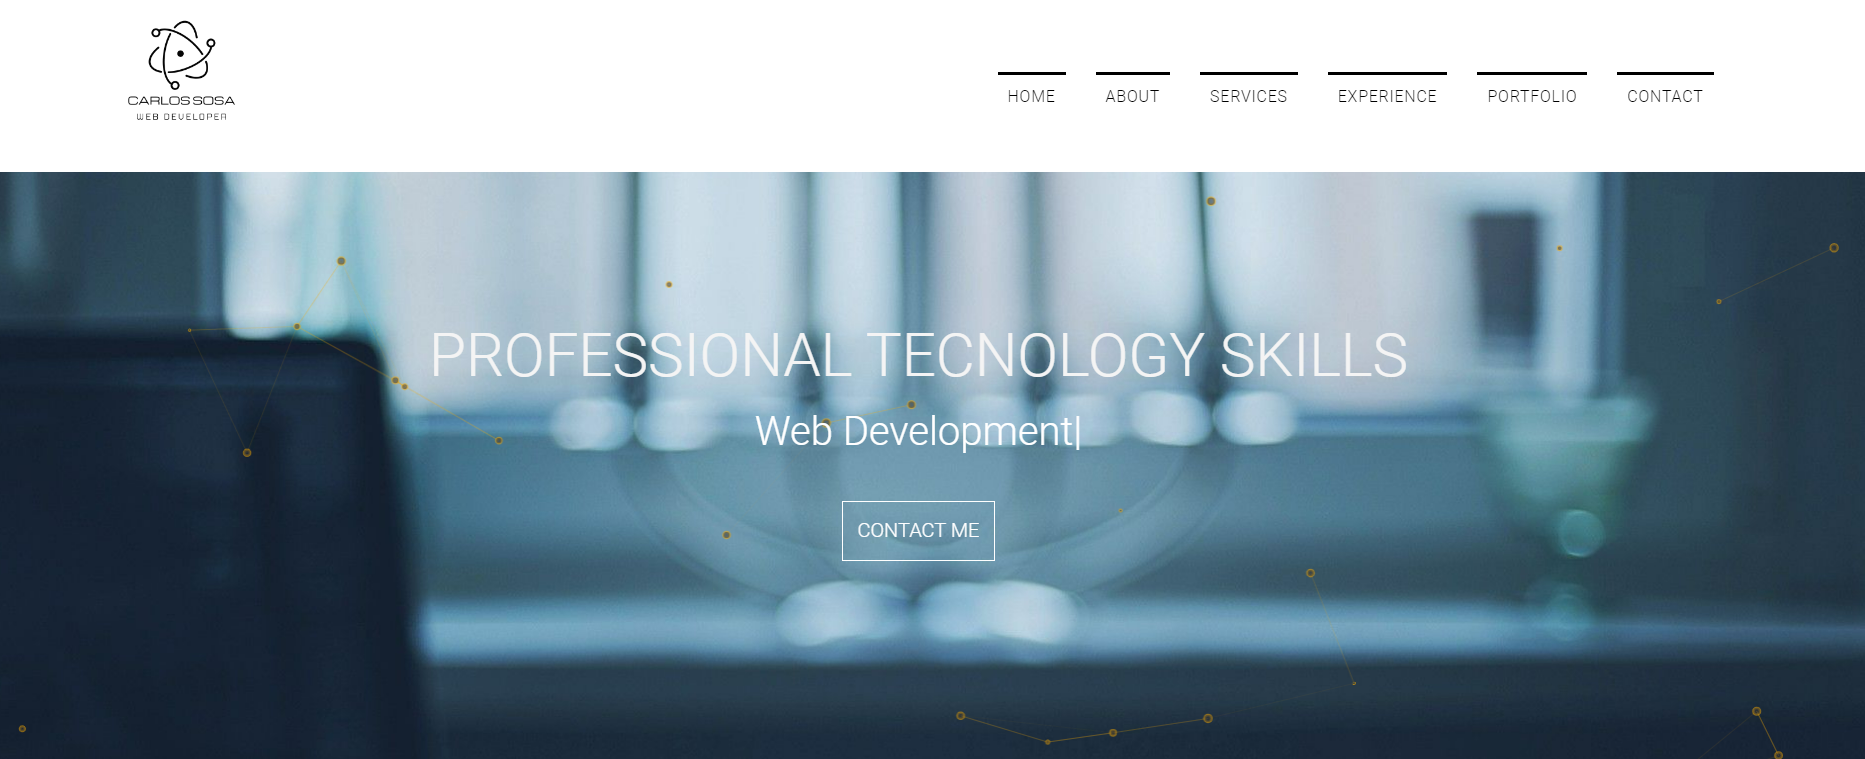 CARLOS SOSA
WEB DEVELOPER
HOME ABOUT SERVICES EXPERIENCE PORTFOLIO CONTACT
PROFESSIONAL TECNOLOGY SKILLS
Web Development|
CONTACT ME